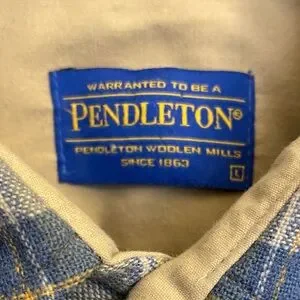 WARRANTED TO BE A
PENDLETON®
PENDLETON WOOLEN MILLS
SINCE 1863
L